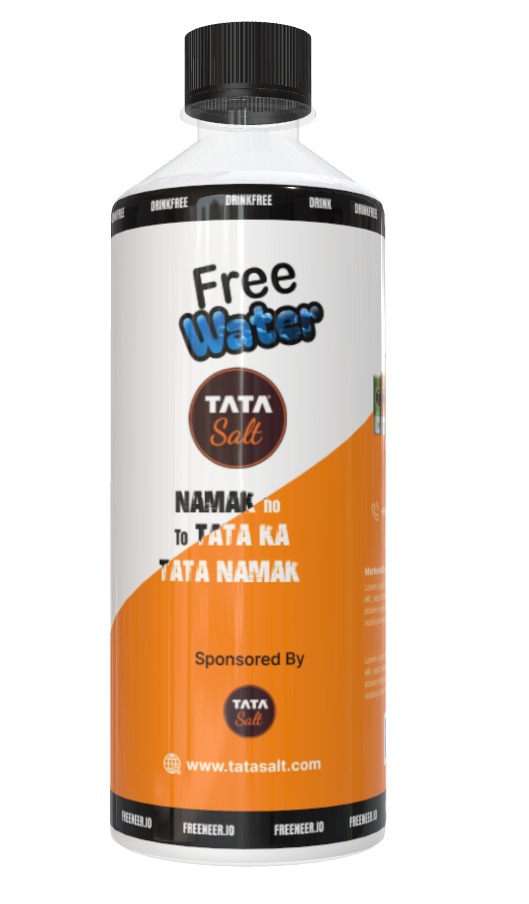 DRINKFREE DRINKFREE DRINK DRINKFREE
Free
Water
TATA
Salt
NAMAK ho
To TATA KA
TATA NAMAK
Sponsored By
TATA
Salt
www.tatasalt.com
FREENEER.IO FREENEER.IO FREENEER.IO FREENEER.IO